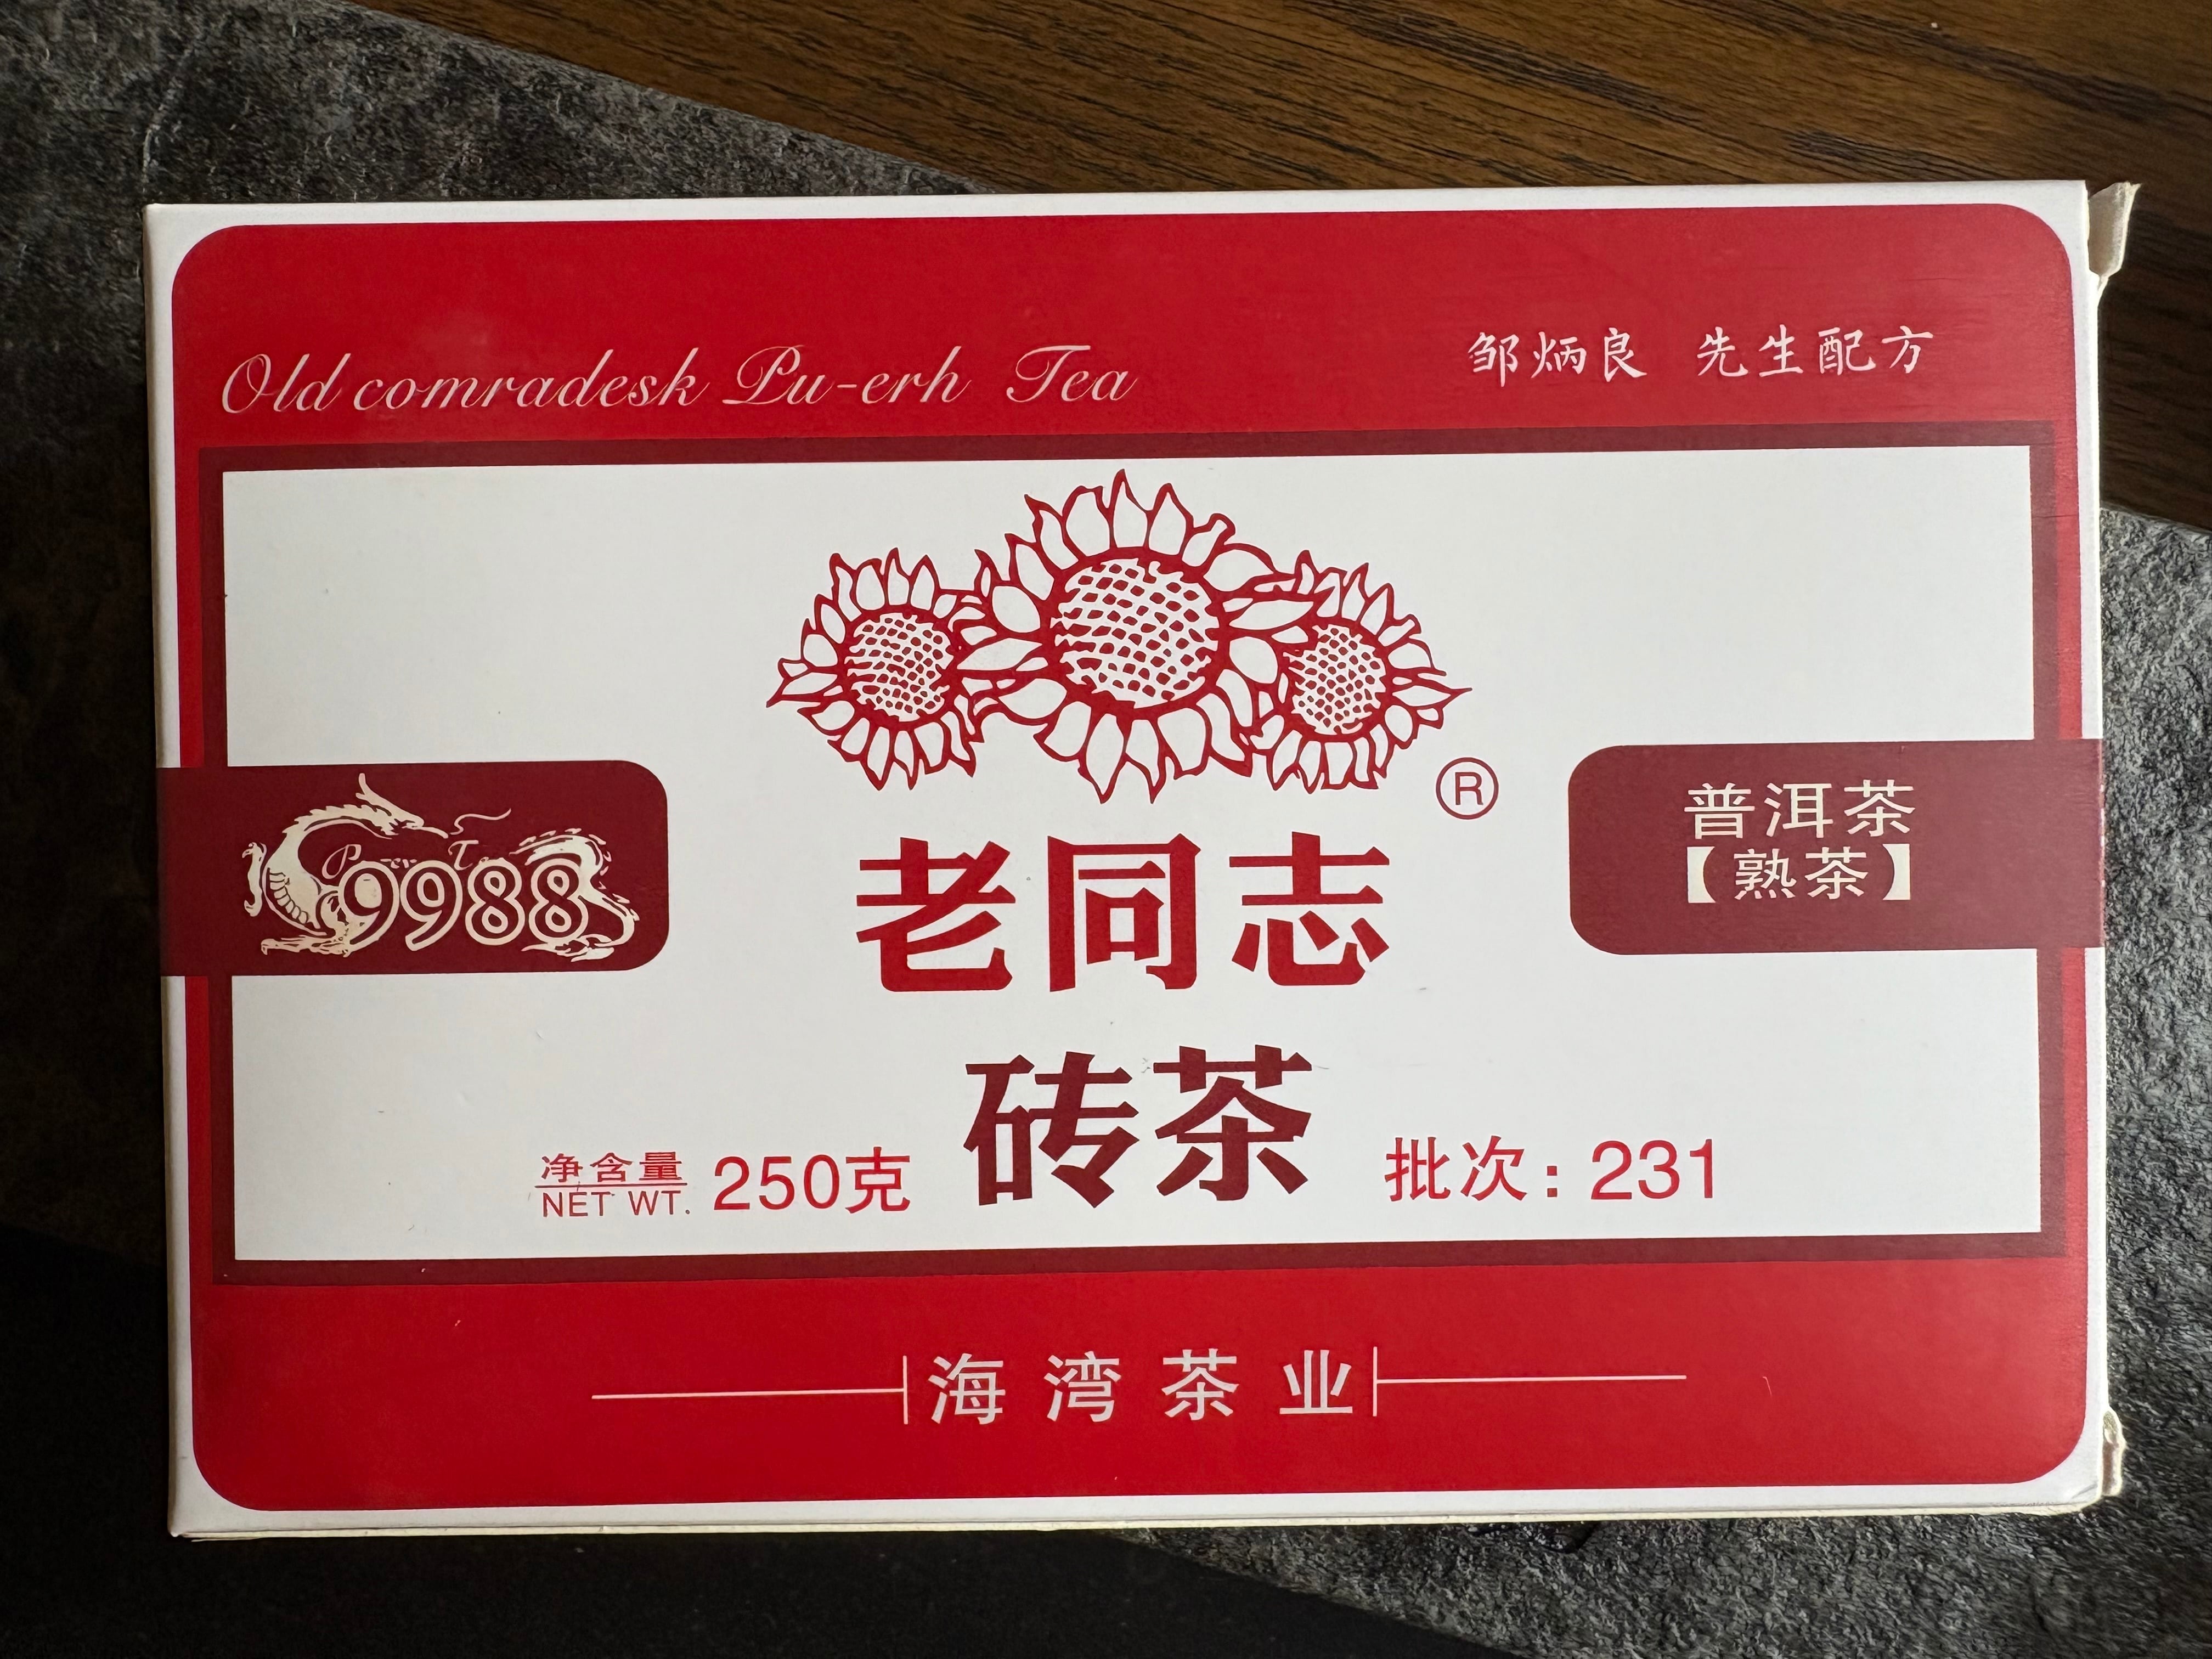 Old comradesk Pu-erh Tea
邹炳良 先生配方
®
9988
普洱茶
【熟茶】
老同志
砖茶
净含量
NET WT.
250克
批次：231
海湾茶业